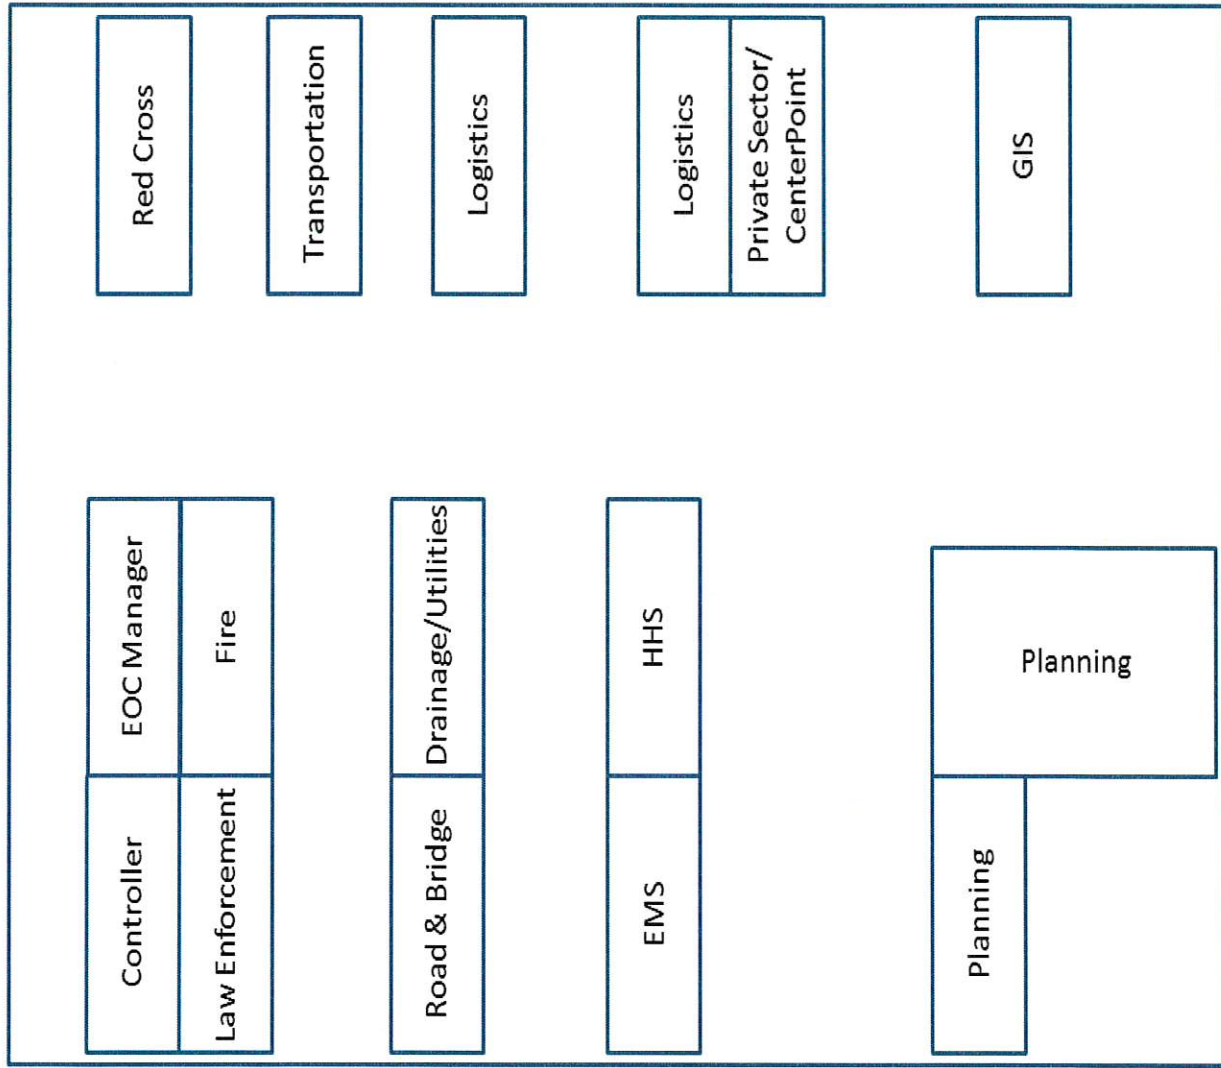 Red Cross
Transportation
Logistics
Logistics
Private Sector/
CenterPoint
GIS
EOC Manager
Fire
Drainage/Utilities
HHS
Planning
Controller
Law Enforcement
Road & Bridge
EMS
Planning